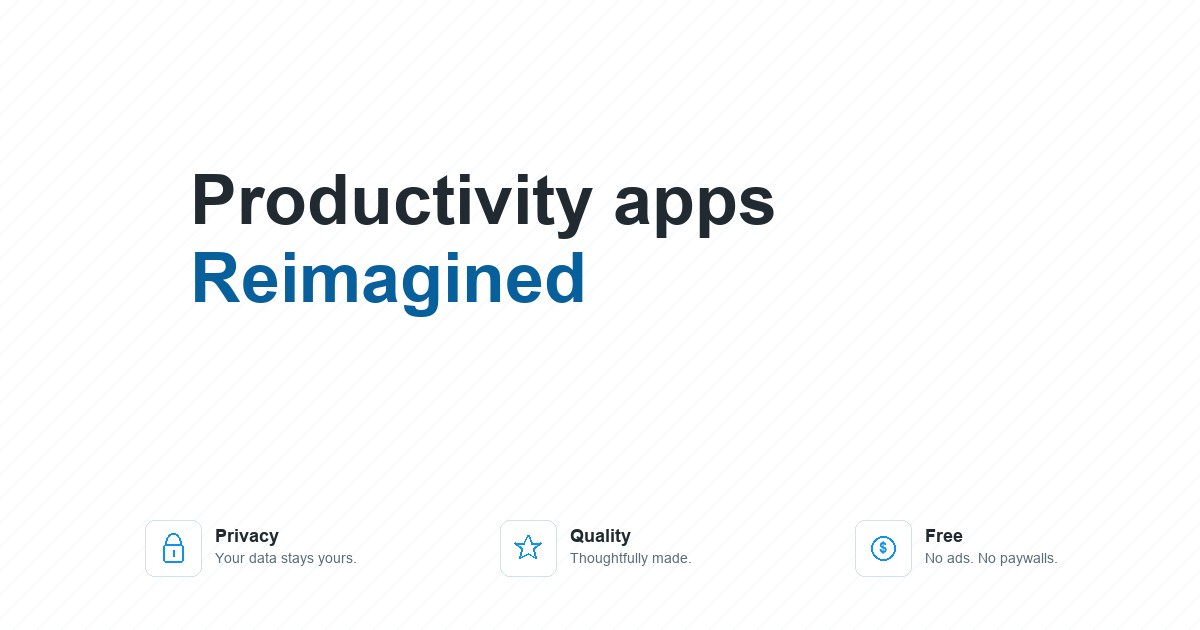 Productivity apps
Reimagined
Privacy
Your data stays yours.
Quality
Thoughtfully made.
$
Free
No ads. No paywalls.